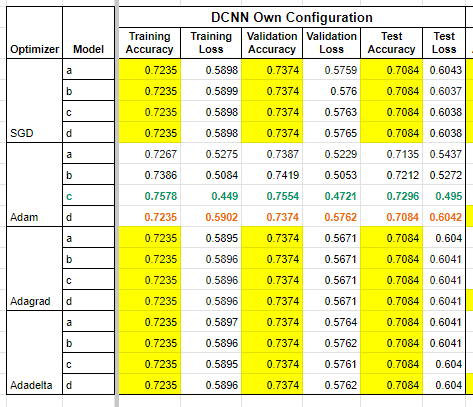 DCNN Own Configuration
Optimizer Model Training Accuracy Training Loss Validation Accuracy Validation Loss Test Accuracy Test Loss
a 0.7235 0.5898 0.7374 0.5759 0.7084 0.6043
b 0.7235 0.5899 0.7374 0.576 0.7084 0.6037
c 0.7235 0.5898 0.7374 0.5763 0.7084 0.6038
SGD d 0.7235 0.5898 0.7374 0.5765 0.7084 0.6038
a 0.7267 0.5275 0.7387 0.5229 0.7135 0.5437
b 0.7386 0.5084 0.7419 0.5053 0.7212 0.5272
c 0.7578 0.449 0.7554 0.4721 0.7296 0.495
Adam d 0.7235 0.5902 0.7374 0.5762 0.7084 0.6042
a 0.7235 0.5895 0.7374 0.5671 0.7084 0.604
b 0.7235 0.5896 0.7374 0.5671 0.7084 0.6041
c 0.7235 0.5896 0.7374 0.5671 0.7084 0.6041
Adagrad d 0.7235 0.5896 0.7374 0.5671 0.7084 0.6041
a 0.7235 0.5897 0.7374 0.5764 0.7084 0.6041
b 0.7235 0.5896 0.7374 0.5762 0.7084 0.6041
c 0.7235 0.5895 0.7374 0.5761 0.7084 0.604
Adadelta d 0.7235 0.5896 0.7374 0.5762 0.7084 0.604